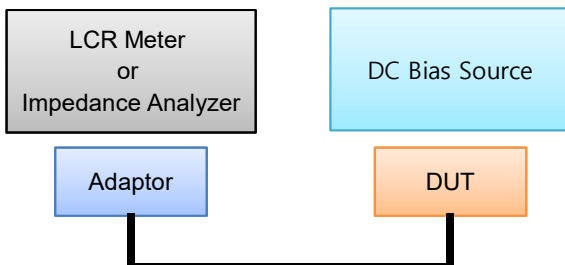 LCR Meter
or
Impedance Analyzer
DC Bias Source
Adaptor
DUT